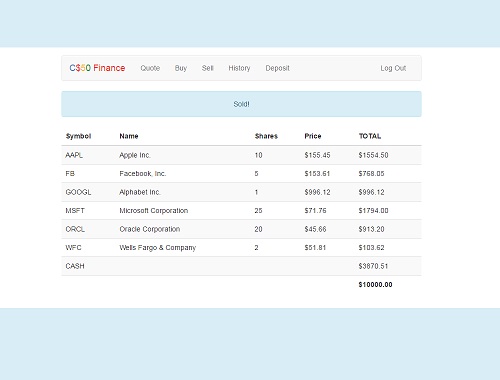 C$50 Finance Quote Buy Sell History Deposit Log Out
Sold!
Symbol Name Shares Price TOTAL
AAPL Apple Inc. 10 $155.45 $1554.50
FB Facebook, Inc. 5 $153.61 $768.05
GOOGL Alphabet Inc. 1 $996.12 $996.12
MSFT Microsoft Corporation 25 $71.76 $1794.00
ORCL Oracle Corporation 20 $45.66 $913.20
WFC Wells Fargo & Company 2 $51.81 $103.62
CASH $3870.51
$10000.00